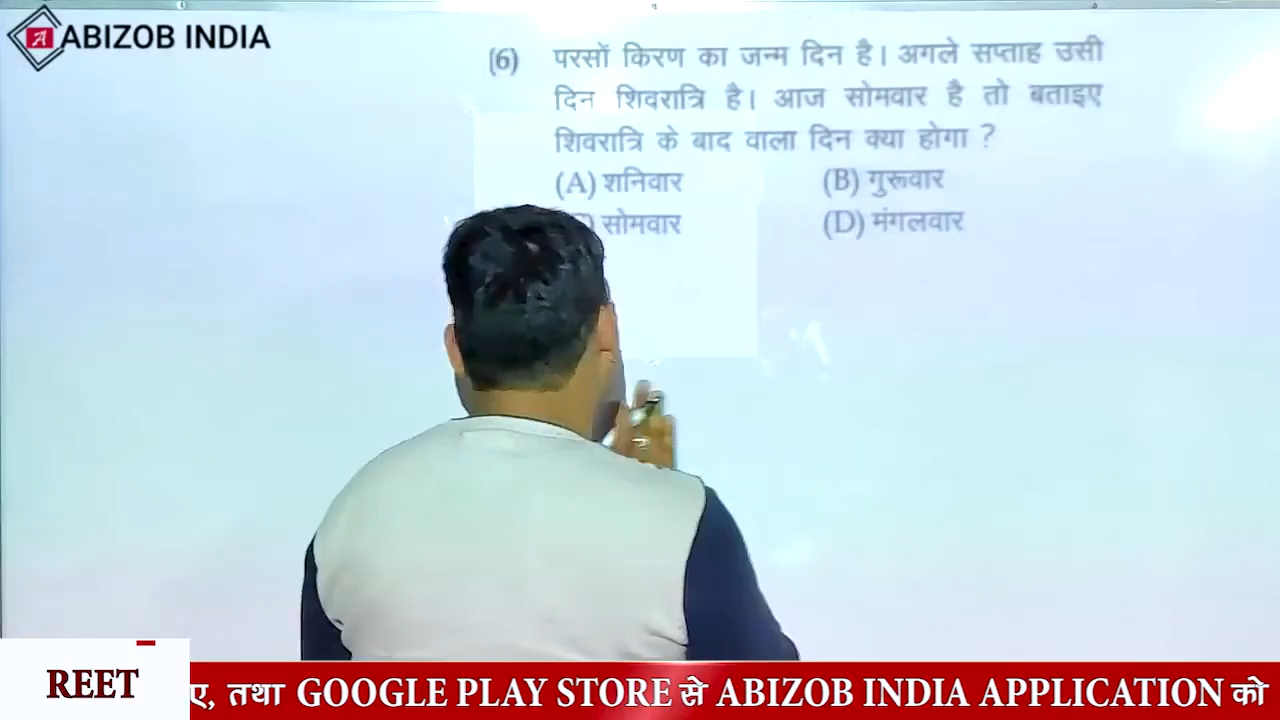 ABIZOB INDIA
(6) परसों किरण का जन्म दिन है। अगले सप्ताह उसी
दिन शिवरात्रि है। आज सोमवार है तो बताइए
शिवरात्रि के बाद वाला दिन क्या होगा ?
(A) शनिवार (B) गुरूवार
सोमवार (D) मंगलवार
REET
तथा GOOGLE PLAY STORE से ABIZOB INDIA APPLICATION को